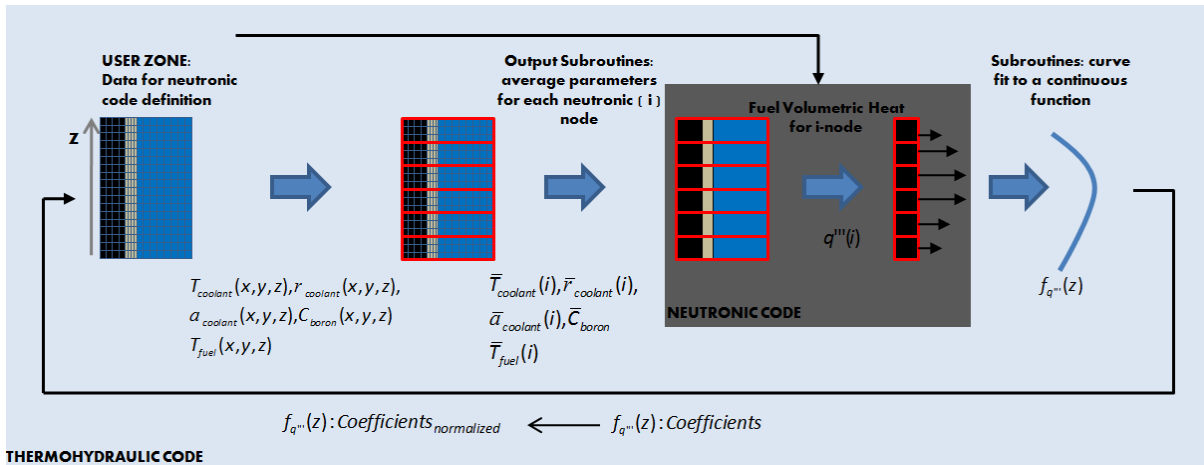 USER ZONE:
Data for neutronic
code definition
z
T_coolant(x,y,z), r_coolant(x,y,z),
a_coolant(x,y,z), C_boron(x,y,z)
T_fuel(x,y,z)
Output Subroutines:
average parameters
for each neutronic ( i )
node
T̅_coolant(i), r̅_coolant(i),
a̅_coolant(i), C̅_boron
T̅_fuel(i)
Fuel Volumetric Heat
for i-node
q'''(i)
NEUTRONIC CODE
Subroutines: curve
fit to a continuous
function
f_q'''(z)
f_q'''(z): Coefficients_normalized
f_q'''(z): Coefficients
THERMOHYDRAULIC CODE